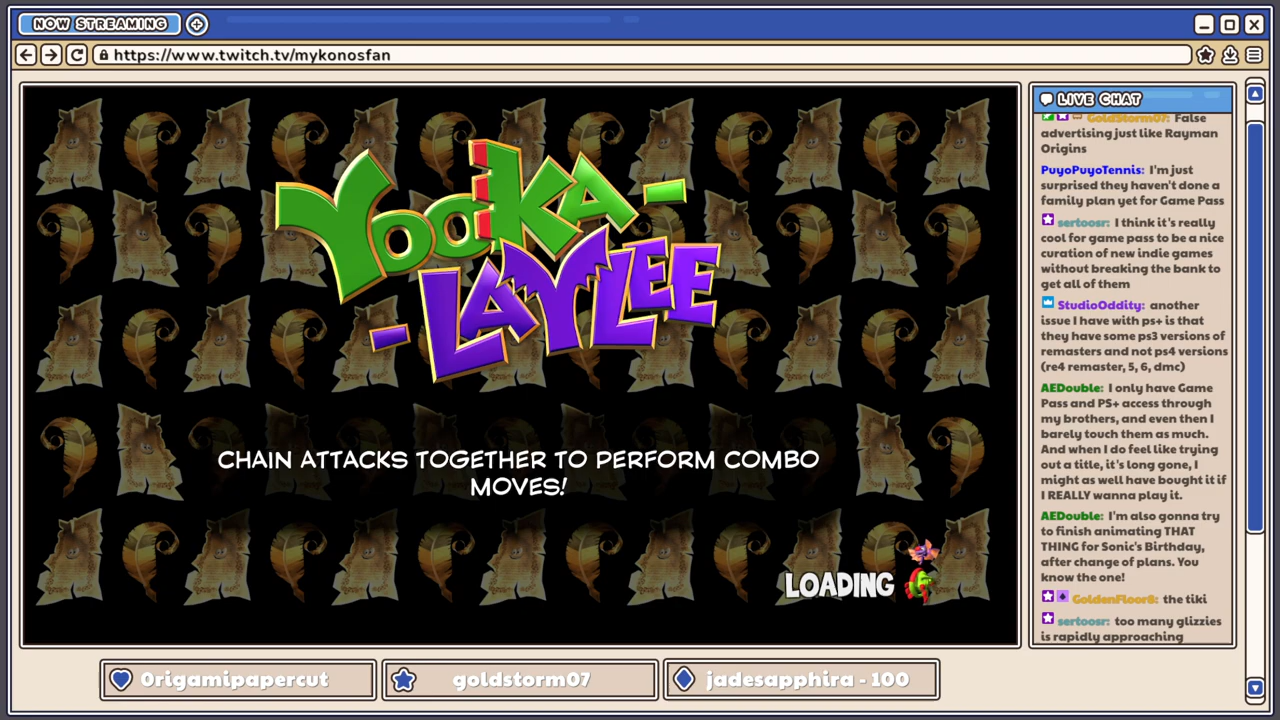 NOW STREAMING
https://www.twitch.tv/mykonosfan
YOOKA-
-LAYLEE
CHAIN ATTACKS TOGETHER TO PERFORM COMBO
MOVES!
LOADING
LIVE CHAT
GoldStorm07: False
advertising just like Rayman
Origins
PuyoPuyoTennis: I'm just
surprised they haven't done a
family plan yet for Game Pass
sertoosr: I think it's really
cool for game pass to be a nice
curation of new indie games
without breaking the bank to
get all of them
StudioOddity: another
issue I have with ps+ is that
they have some ps3 versions of
remasters and not ps4 versions
(re4 remaster, 5, 6, dmc)
AEDouble: I only have Game
Pass and PS+ access through
my brothers, and even then I
barely touch them as much.
And when I do feel like trying
out a title, it's long gone, I
might as well have bought it if
I REALLY wanna play it.
AEDouble: I'm also gonna try
to finish animating THAT
THING for Sonic's Birthday,
after change of plans. You
know the one!
GoldenFloor8: the tiki
sertoosr: too many glizzies
is rapidly approaching
0rigamipapercut
goldstorm07
jadesapphira - 100